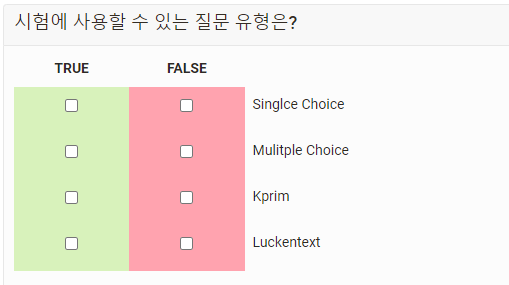 시험에 사용할 수 있는 질문 유형은?
TRUE FALSE
Singlce Choice
Mulitple Choice
Kprim
Luckentext